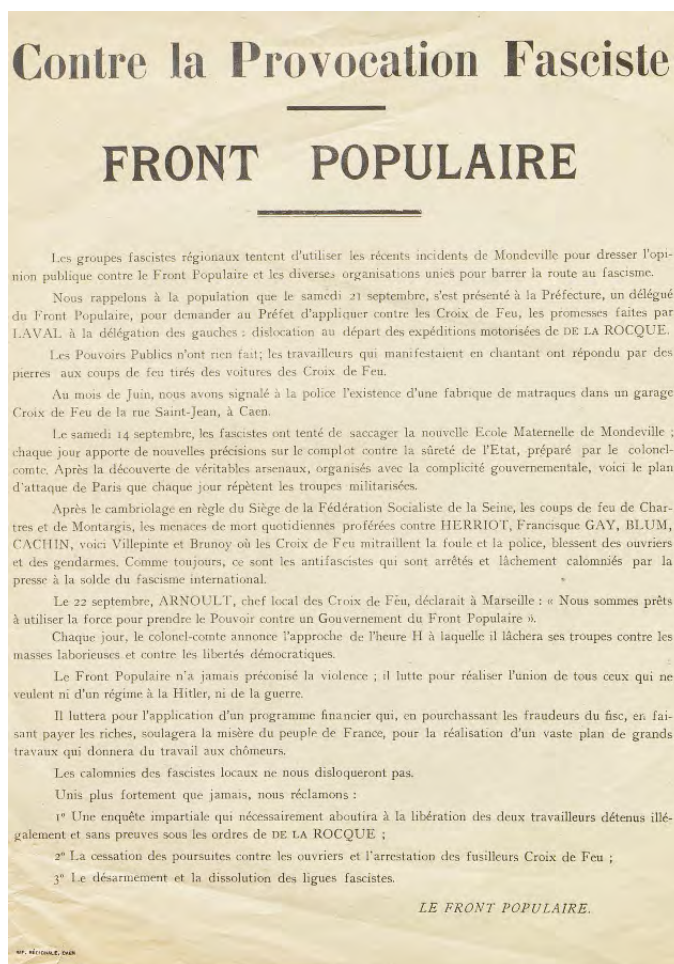 Contre la Provocation Fasciste
FRONT POPULAIRE
Les groupes fascistes régionaux tentent d'utiliser les récents incidents de Mondeville pour dresser l'opi-
nion publique contre le Front Populaire et les diverses organisations unies pour barrer la route au fascisme.
Nous rappelons à la population que le samedi 21 septembre, s'est présenté à la Préfecture, un délégué
du Front Populaire, pour demander au Préfet d'appliquer contre les Croix de Feu, les promesses faites par
LAVAL à la délégation des gauches : dislocation au départ des expéditions motorisées de DE LA ROCQUE.
Les Pouvoirs Publics n'ont rien fait; les travailleurs qui manifestaient en chantant ont répondu par des
pierres aux coups de feu tirés des voitures des Croix de Feu.
Au mois de Juin, nous avons signalé à la police l'existence d'une fabrique de matraques dans un garage
Croix de Feu de la rue Saint-Jean, à Caen.
Le samedi 14 septembre, les fascistes ont tenté de saccager la nouvelle Ecole Maternelle de Mondeville ;
chaque jour apporte de nouvelles précisions sur le complot contre la sûreté de l'Etat, préparé par le colonel-
comte. Après la découverte de véritables arsenaux, organisés avec la complicité gouvernementale, voici le plan
d'attaque de Paris que chaque jour répètent les troupes militarisées.
Après le cambriolage en règle du Siège de la Fédération Socialiste de la Seine, les coups de feu de Char-
tres et de Montargis, les menaces de mort quotidiennes proférées contre HERRIOT, Francisque GAY, BLUM,
CACHIN, voici Villepinte et Brunoy où les Croix de Feu mitraillent la foule et la police, blessent des ouvriers
et des gendarmes. Comme toujours, ce sont les antifascistes qui sont arrêtés et lâchement calomniés par la
presse à la solde du fascisme international.
Le 22 septembre, ARNOULT, chef local des Croix de Feu, déclarait à Marseille : « Nous sommes prêts
à utiliser la force pour prendre le Pouvoir contre un Gouvernement du Front Populaire ».
Chaque jour, le colonel-comte annonce l'approche de l'heure H à laquelle il lâchera ses troupes contre les
masses laborieuses et contre les libertés démocratiques.
Le Front Populaire n'a jamais préconisé la violence ; il lutte pour réaliser l'union de tous ceux qui ne
veulent ni d'un régime à la Hitler, ni de la guerre.
Il luttera pour l'application d'un programme financier qui, en pourchassant les fraudeurs du fisc, en fai-
sant payer les riches, soulagera la misère du peuple de France, pour la réalisation d'un vaste plan de grands
travaux qui donnera du travail aux chômeurs.
Les calomnies des fascistes locaux ne nous disloqueront pas.
Unis plus fortement que jamais, nous réclamons :
1° Une enquête impartiale qui nécessairement aboutira à la libération des deux travailleurs détenus illé-
galement et sans preuves sous les ordres de DE LA ROCQUE ;
2° La cessation des poursuites contre les ouvriers et l'arrestation des fusilleurs Croix de Feu ;
3° Le désarmement et la dissolution des ligues fascistes.
LE FRONT POPULAIRE.
IMP. RÉGIONALE, CAEN